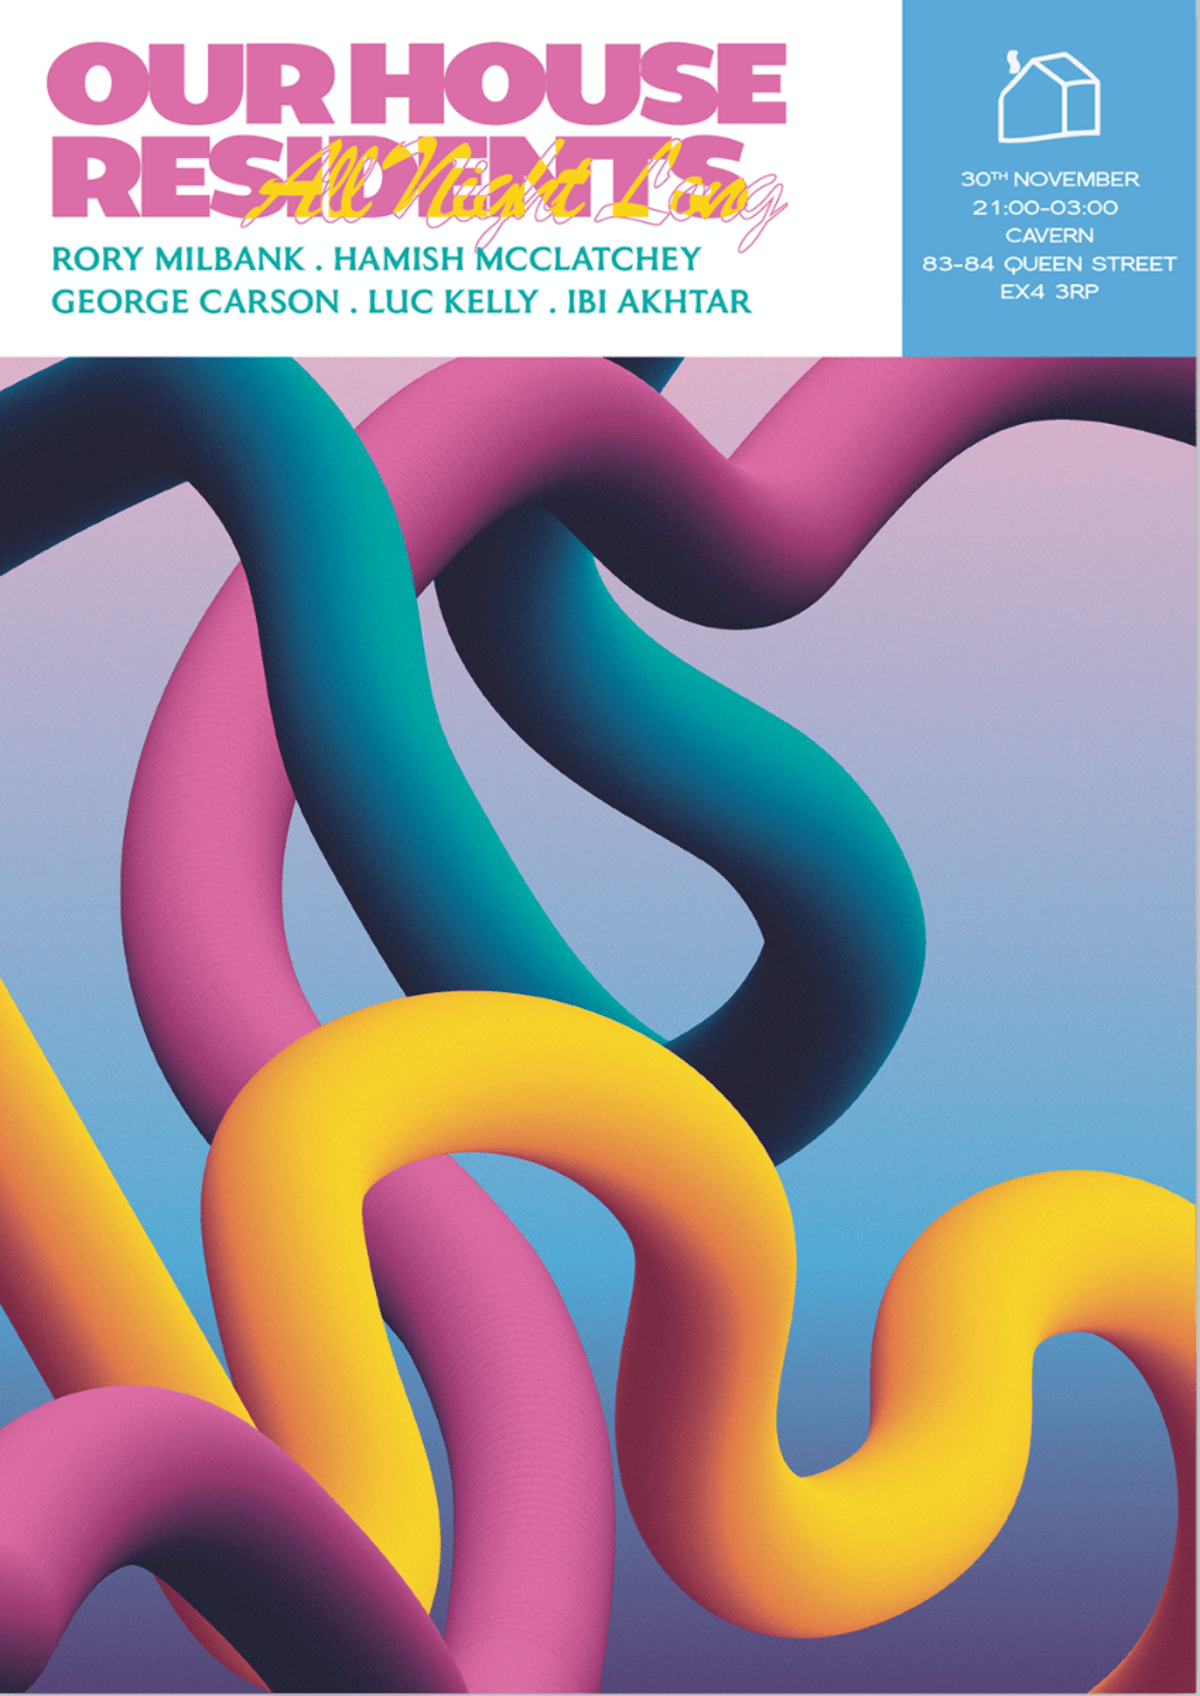 OUR HOUSE
RESIDENTS
All Night Long
RORY MILBANK . HAMISH MCCLATCHEY
GEORGE CARSON . LUC KELLY . IBI AKHTAR
30TH NOVEMBER
21:00-03:00
CAVERN
83-84 QUEEN STREET
EX4 3RP